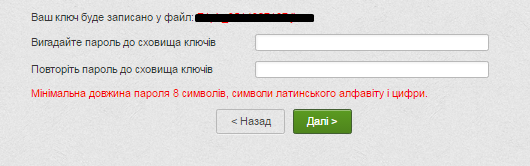 Ваш ключ буде записано у файл:
Вигадайте пароль до сховища ключів
Повторіть пароль до сховища ключів
Мінімальна довжина пароля 8 символів, символи латинського алфавіту і цифри.
< Назад Далі >